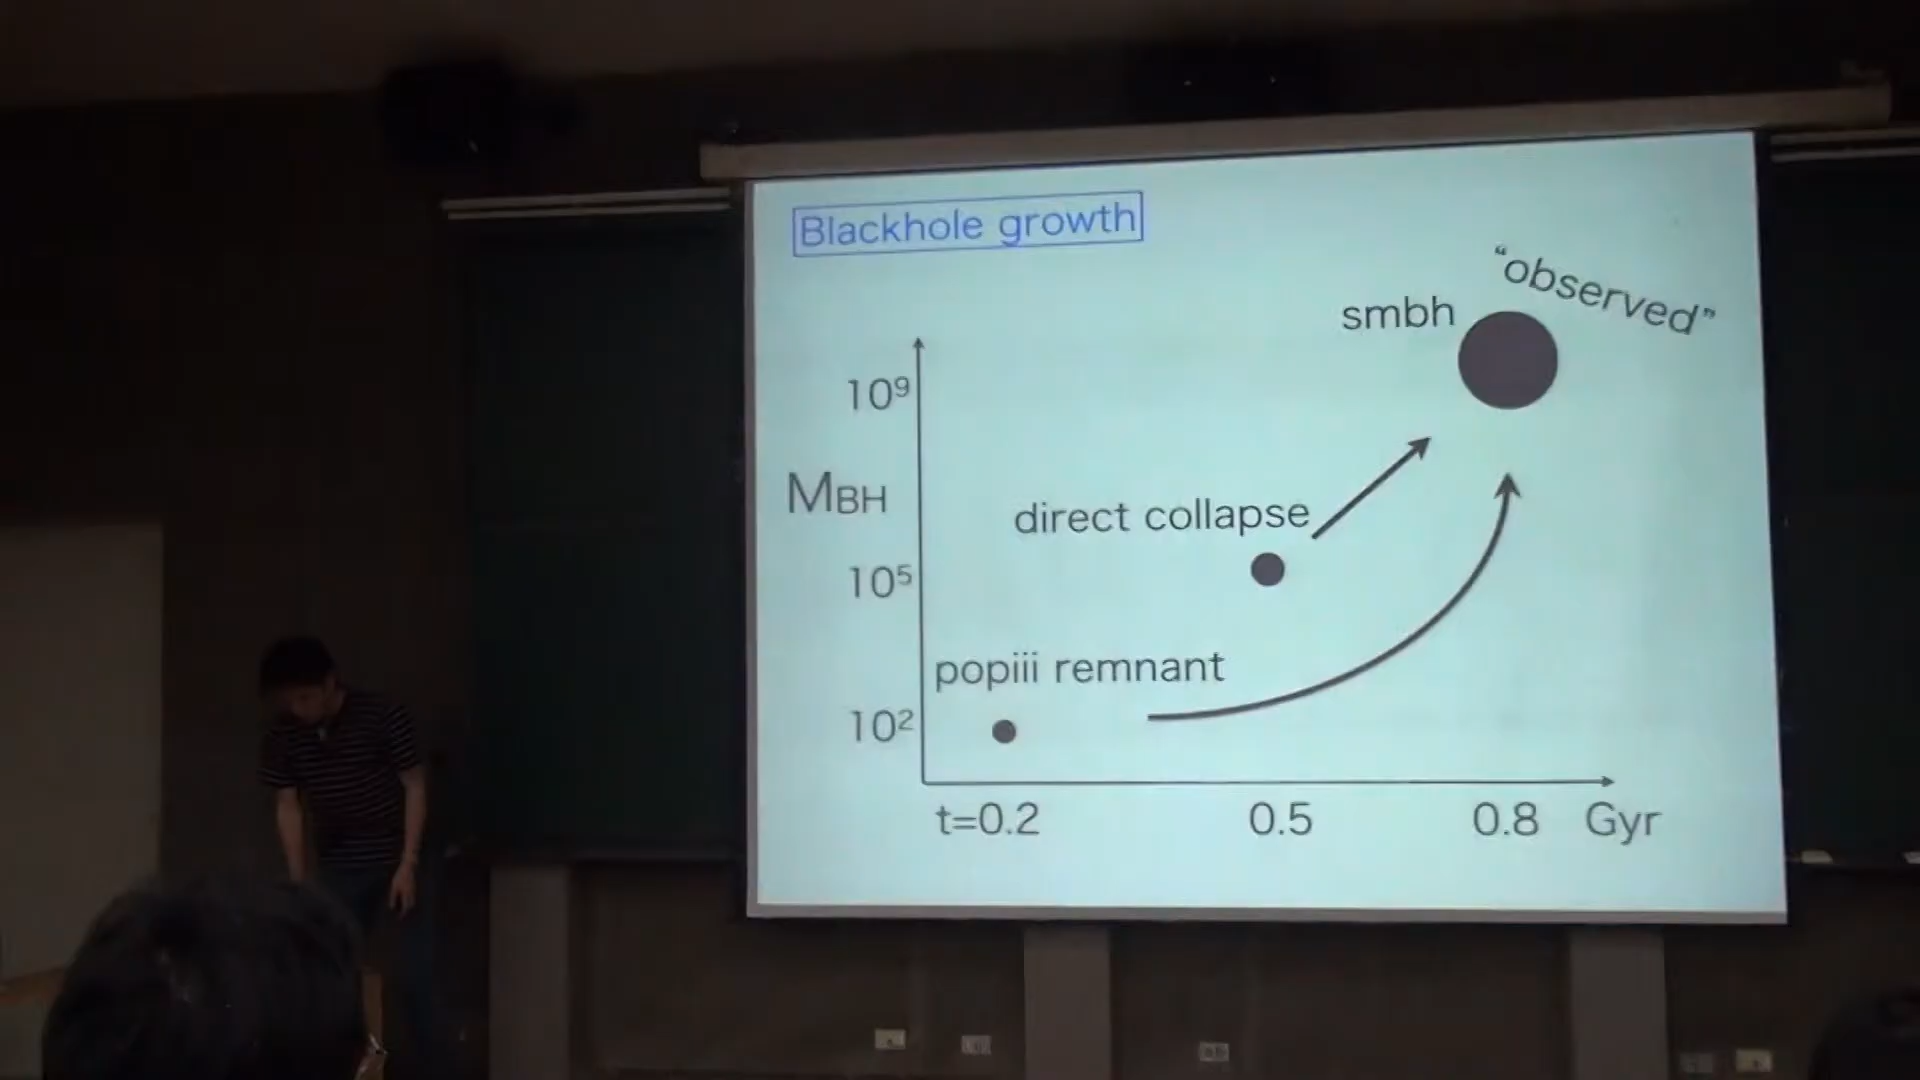 Blackhole growth
“observed”
smbh
10⁹
MBH
direct collapse
10⁵
popiii remnant
10²
t=0.2 0.5 0.8 Gyr